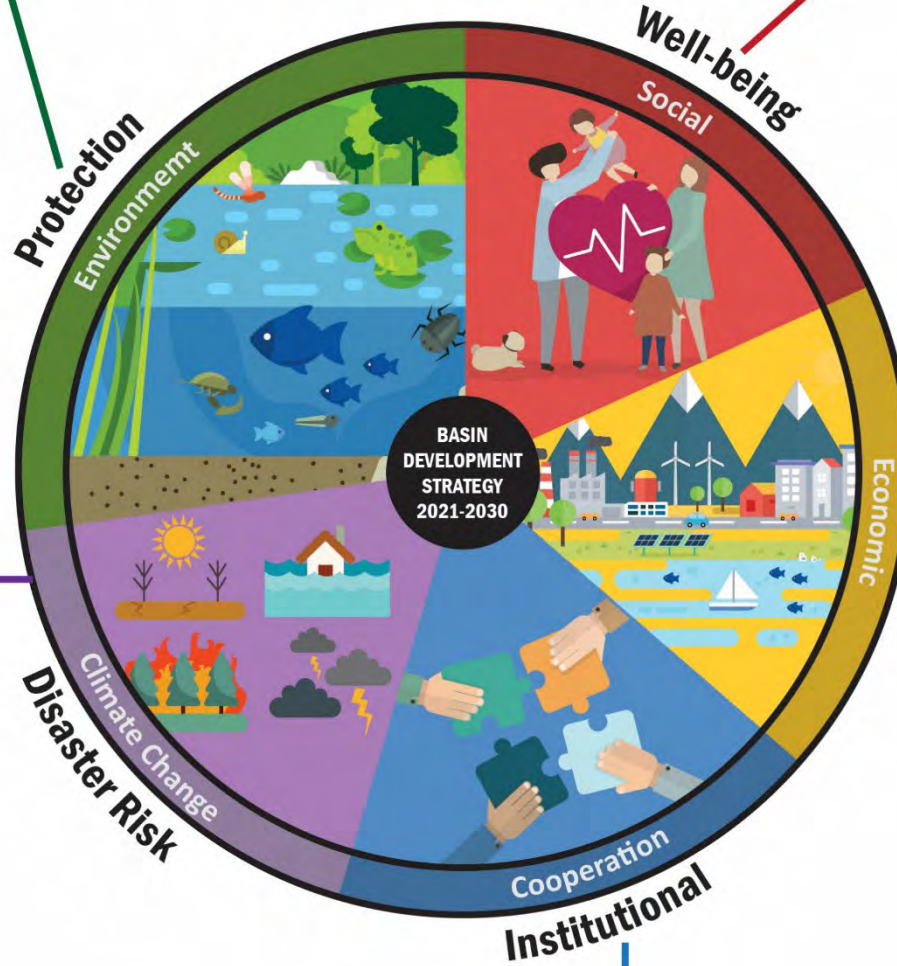 Protection
Environmemt
Well-being
Social
Economic
BASIN
DEVELOPMENT
STRATEGY
2021-2030
Climate Change
Disaster Risk
Cooperation
Institutional